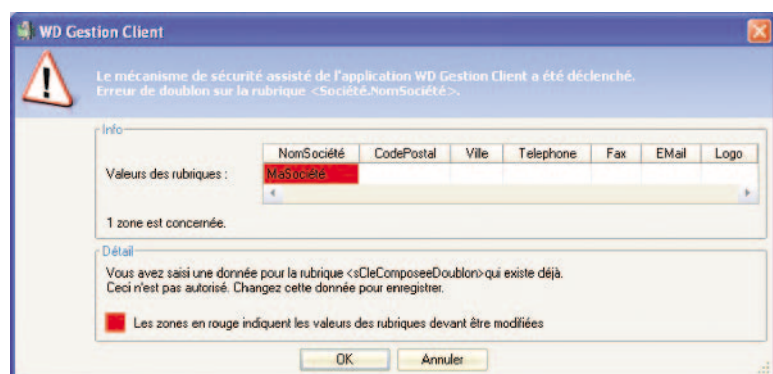 WD Gestion Client
Le mécanisme de sécurité assisté de l'application WD Gestion Client a été déclenché.
Erreur de doublon sur la rubrique <Société.NomSociété>.
Info
NomSociété CodePostal Ville Telephone Fax EMail Logo
Valeurs des rubriques : MaSociété
1 zone est concernée.
Détail
Vous avez saisi une donnée pour la rubrique <sCleComposeeDoublon>qui existe déjà.
Ceci n'est pas autorisé. Changez cette donnée pour enregistrer.
Les zones en rouge indiquent les valeurs des rubriques devant être modifiées
OK Annuler